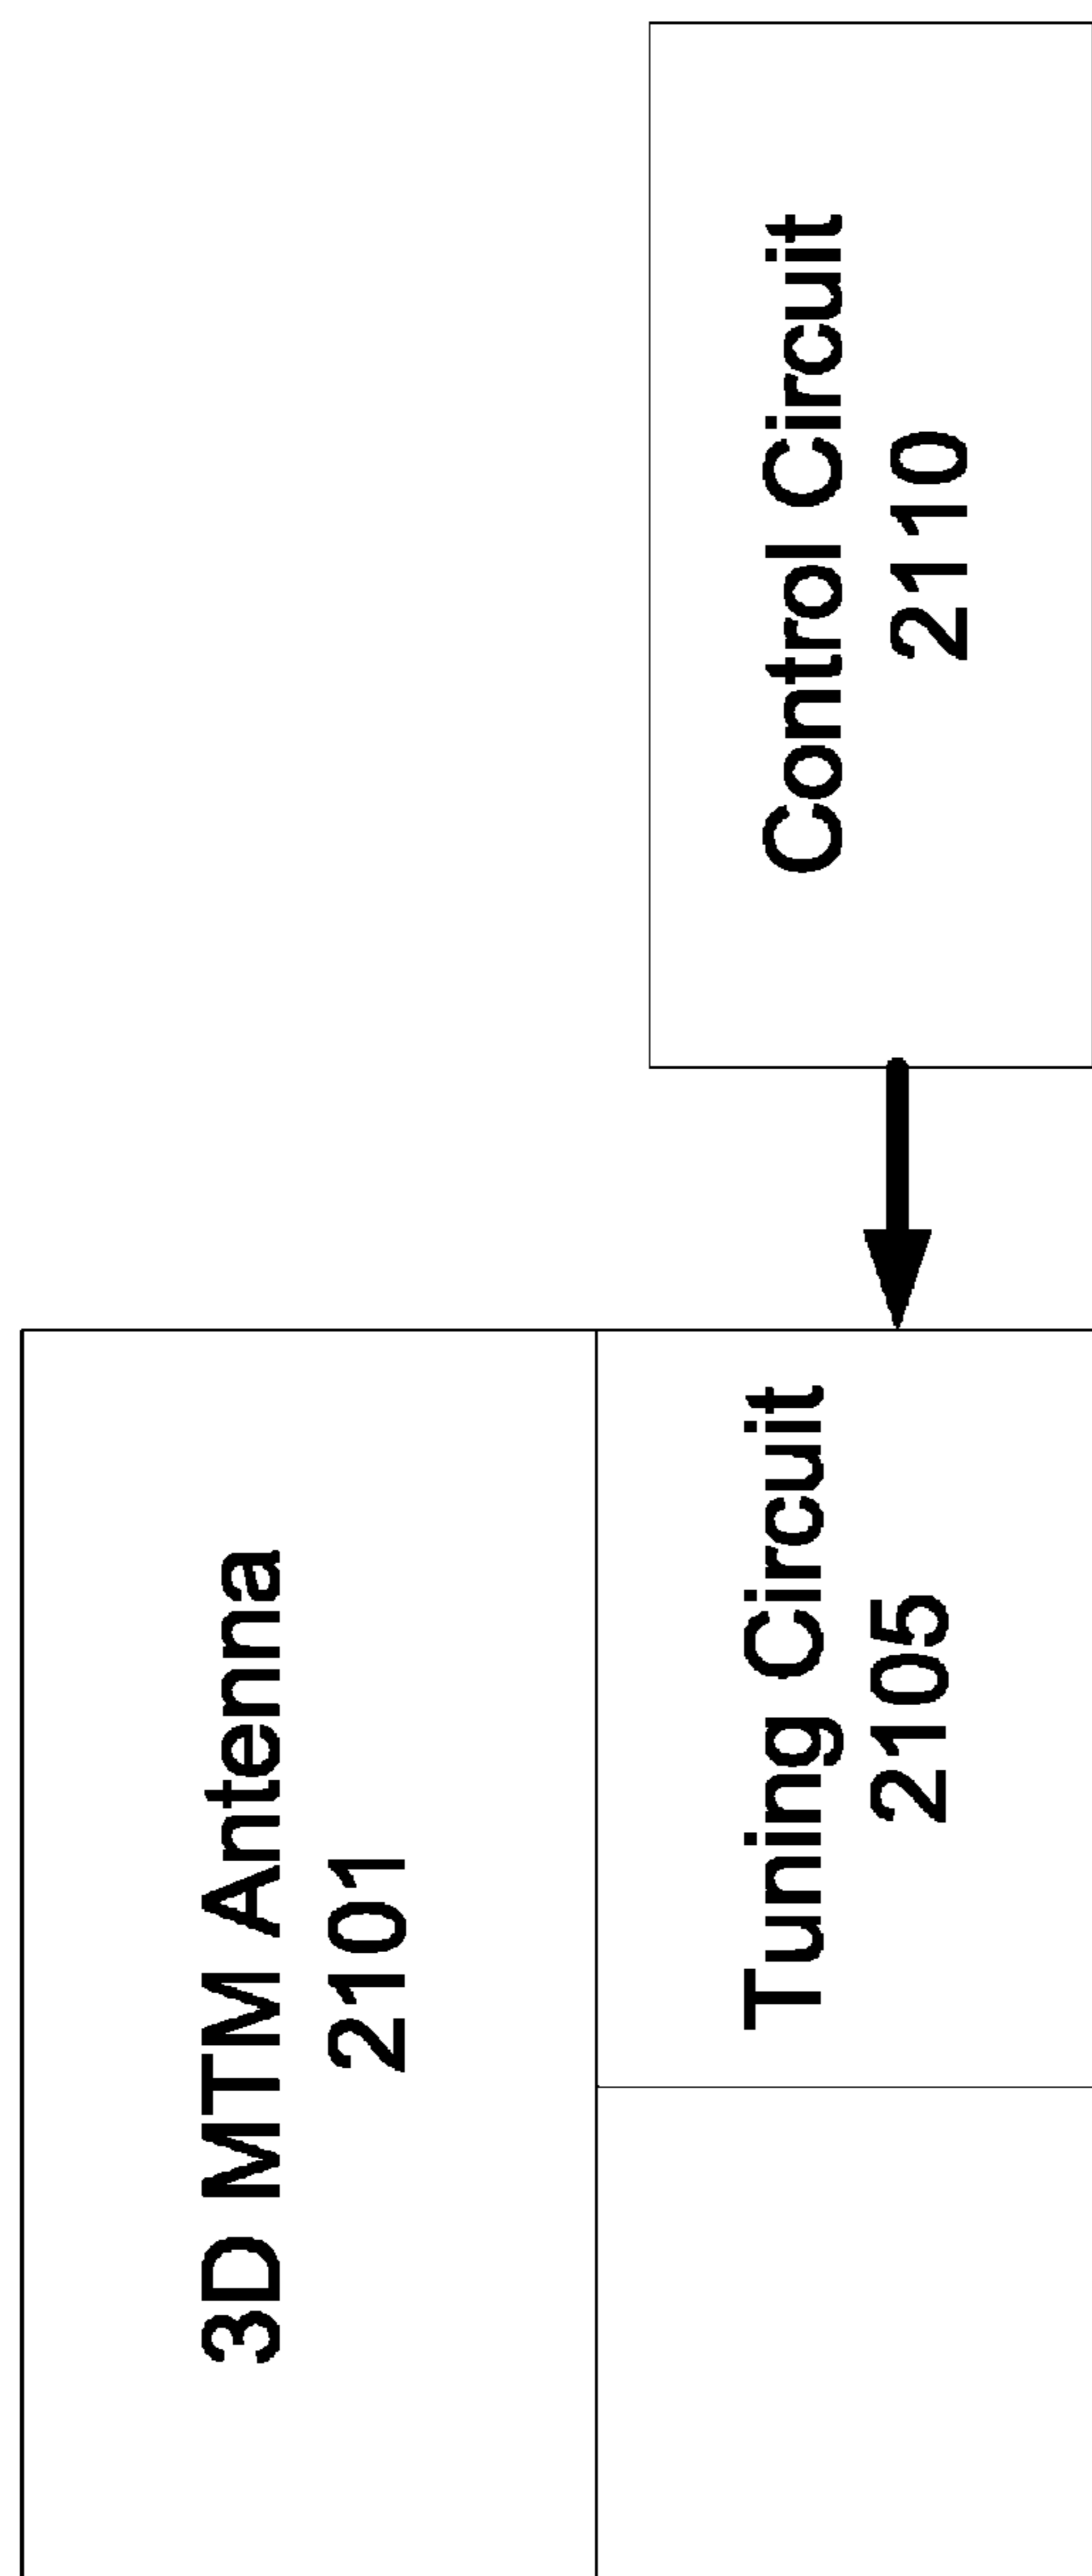 3D MTM Antenna
2101
Tuning Circuit
2105
Control Circuit
2110